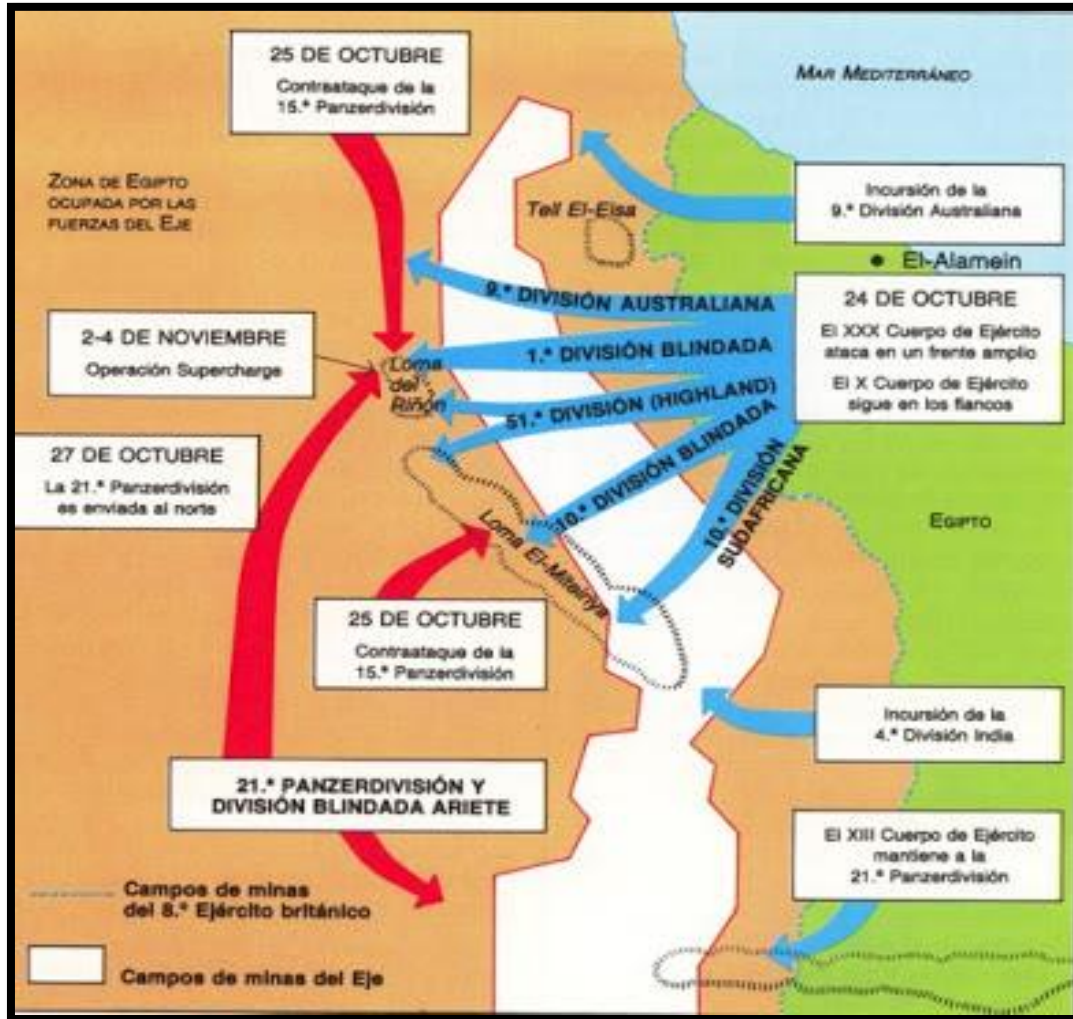 25 DE OCTUBRE
Contraataque de la
15.ª Panzerdivisión
MAR MEDITERRÁNEO
ZONA DE EGIPTO
OCUPADA POR LAS
FUERZAS DEL EJE
Incursión de la
9.ª División Australiana
Tell El-Eisa
El-Alamein
9.ª DIVISIÓN AUSTRALIANA
24 DE OCTUBRE
El XXX Cuerpo de Ejército
ataca en un frente amplio
El X Cuerpo de Ejército
sigue en los flancos
2-4 DE NOVIEMBRE
Operación Supercharge
1.ª DIVISIÓN BLINDADA
Loma
del
Riñón
51.ª DIVISIÓN (HIGHLAND)
10.ª DIVISIÓN BLINDADA
10.ª DIVISIÓN
SUDAFRICANA
27 DE OCTUBRE
La 21.ª Panzerdivisión
es enviada al norte
EGIPTO
Loma El-Miteinya
25 DE OCTUBRE
Contraataque de la
15.ª Panzerdivisión
Incursión de la
4.ª División India
21.ª PANZERDIVISIÓN Y
DIVISIÓN BLINDADA ARIETE
El XIII Cuerpo de Ejército
mantiene a la
21.ª Panzerdivisión
Campos de minas
del 8.º Ejército británico
Campos de minas del Eje